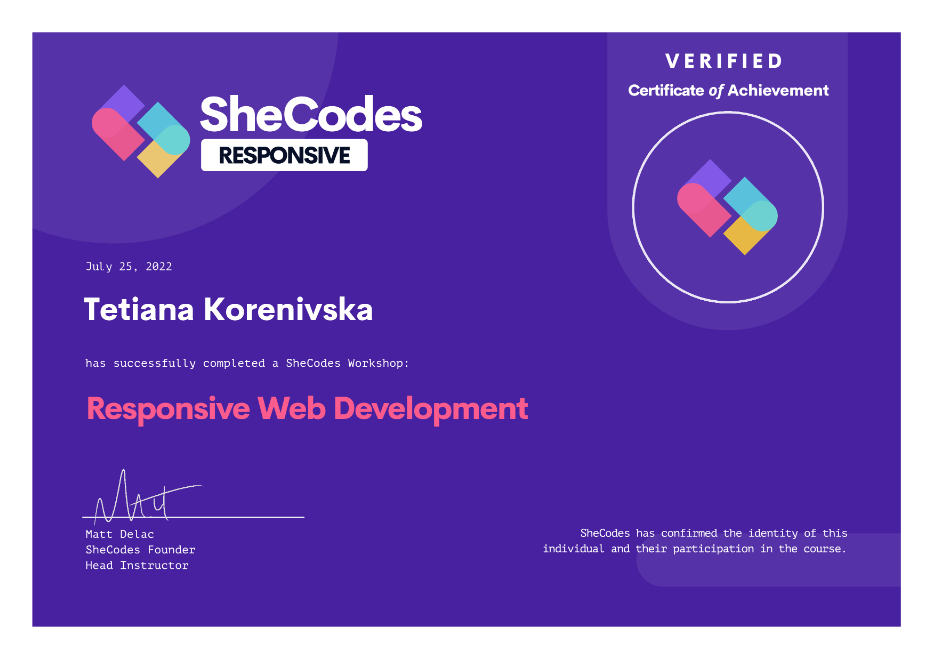 SheCodes
RESPONSIVE
VERIFIED
Certificate of Achievement
July 25, 2022
Tetiana Korenivska
has successfully completed a SheCodes Workshop:
Responsive Web Development
Matt Delac
SheCodes Founder
Head Instructor
SheCodes has confirmed the identity of this
individual and their participation in the course.